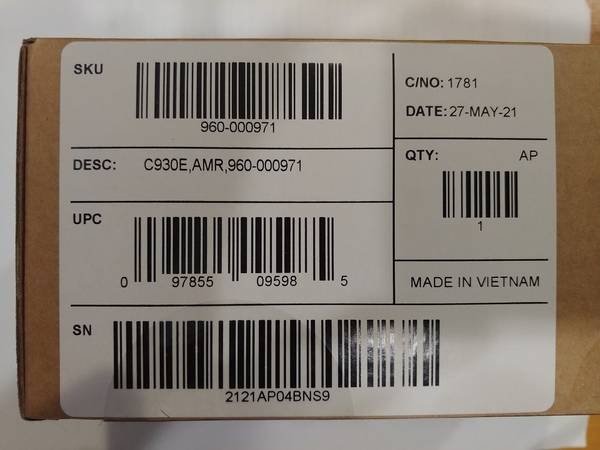 SKU
960-000971
C/NO: 1781
DATE: 27-MAY-21
DESC: C930E,AMR,960-000971
QTY: AP
1
UPC
0 97855 09598 5
MADE IN VIETNAM
SN
2121AP04BNS9